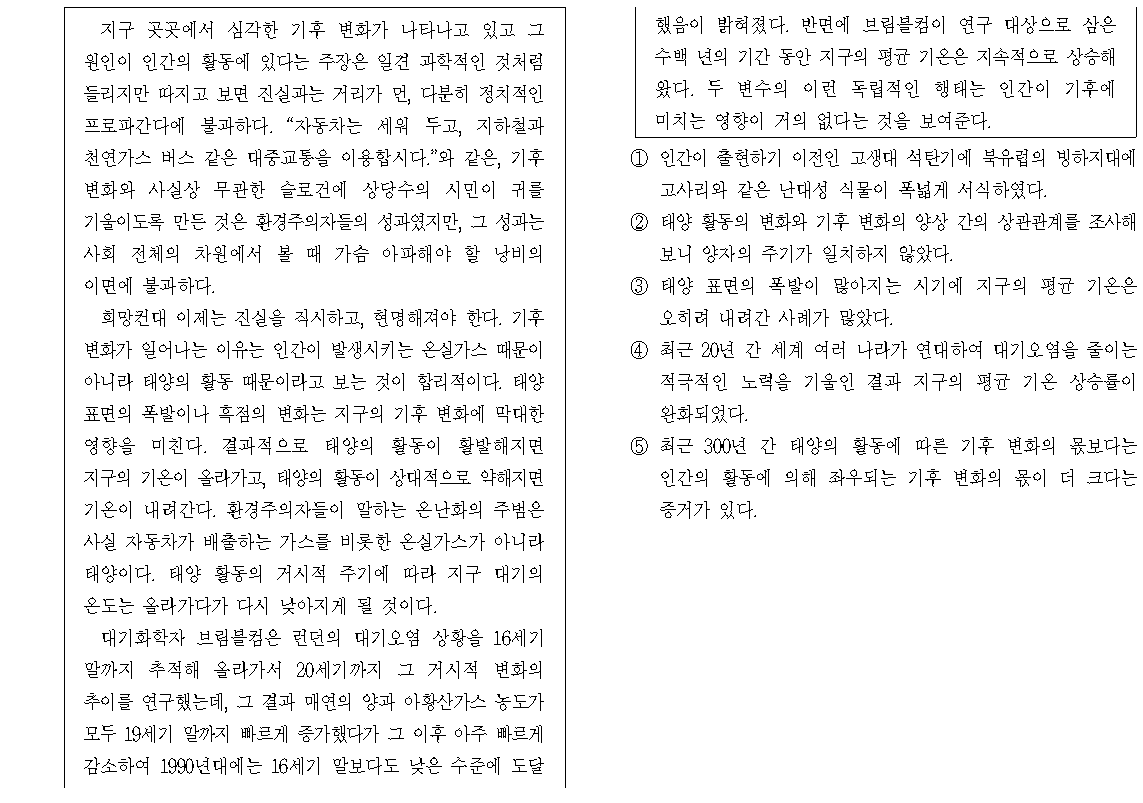 지구 곳곳에서 심각한 기후 변화가 나타나고 있고 그
원인이 인간의 활동에 있다는 주장은 일견 과학적인 것처럼
들리지만 따지고 보면 진실과는 거리가 먼, 다분히 정치적인
프로파간다에 불과하다. “자동차는 세워 두고, 지하철과
천연가스 버스 같은 대중교통을 이용합시다.”와 같은, 기후
변화와 사실상 무관한 슬로건에 상당수의 시민이 귀를
기울이도록 만든 것은 환경주의자들의 성과였지만, 그 성과는
사회 전체의 차원에서 볼 때 가슴 아파해야 할 낭비의
이면에 불과하다.
희망컨대 이제는 진실을 직시하고, 현명해져야 한다. 기후
변화가 일어나는 이유는 인간이 발생시키는 온실가스 때문이
아니라 태양의 활동 때문이라고 보는 것이 합리적이다. 태양
표면의 폭발이나 흑점의 변화는 지구의 기후 변화에 막대한
영향을 미친다. 결과적으로 태양의 활동이 활발해지면
지구의 기온이 올라가고, 태양의 활동이 상대적으로 약해지면
기온이 내려간다. 환경주의자들이 말하는 온난화의 주범은
사실 자동차가 배출하는 가스를 비롯한 온실가스가 아니라
태양이다. 태양 활동의 거시적 주기에 따라 지구 대기의
온도는 올라가다가 다시 낮아지게 될 것이다.
대기화학자 브림블컴은 런던의 대기오염 상황을 16세기
말까지 추적해 올라가서 20세기까지 그 거시적 변화의
추이를 연구했는데, 그 결과 매연의 양과 아황산가스 농도가
모두 19세기 말까지 빠르게 증가했다가 그 이후 아주 빠르게
감소하여 1990년대에는 16세기 말보다도 낮은 수준에 도달
했음이 밝혀졌다. 반면에 브림블컴이 연구 대상으로 삼은
수백 년의 기간 동안 지구의 평균 기온은 지속적으로 상승해
왔다. 두 변수의 이런 독립적인 행태는 인간이 기후에
미치는 영향이 거의 없다는 것을 보여준다.
① 인간이 출현하기 이전인 고생대 석탄기에 북유럽의 빙하지대에
고사리와 같은 난대성 식물이 폭넓게 서식하였다.
② 태양 활동의 변화와 기후 변화의 양상 간의 상관관계를 조사해
보니 양자의 주기가 일치하지 않았다.
③ 태양 표면의 폭발이 많아지는 시기에 지구의 평균 기온은
오히려 내려간 사례가 많았다.
④ 최근 20년 간 세계 여러 나라가 연대하여 대기오염을 줄이는
적극적인 노력을 기울인 결과 지구의 평균 기온 상승률이
완화되었다.
⑤ 최근 300년 간 태양의 활동에 따른 기후 변화의 몫보다는
인간의 활동에 의해 좌우되는 기후 변화의 몫이 더 크다는
증거가 있다.